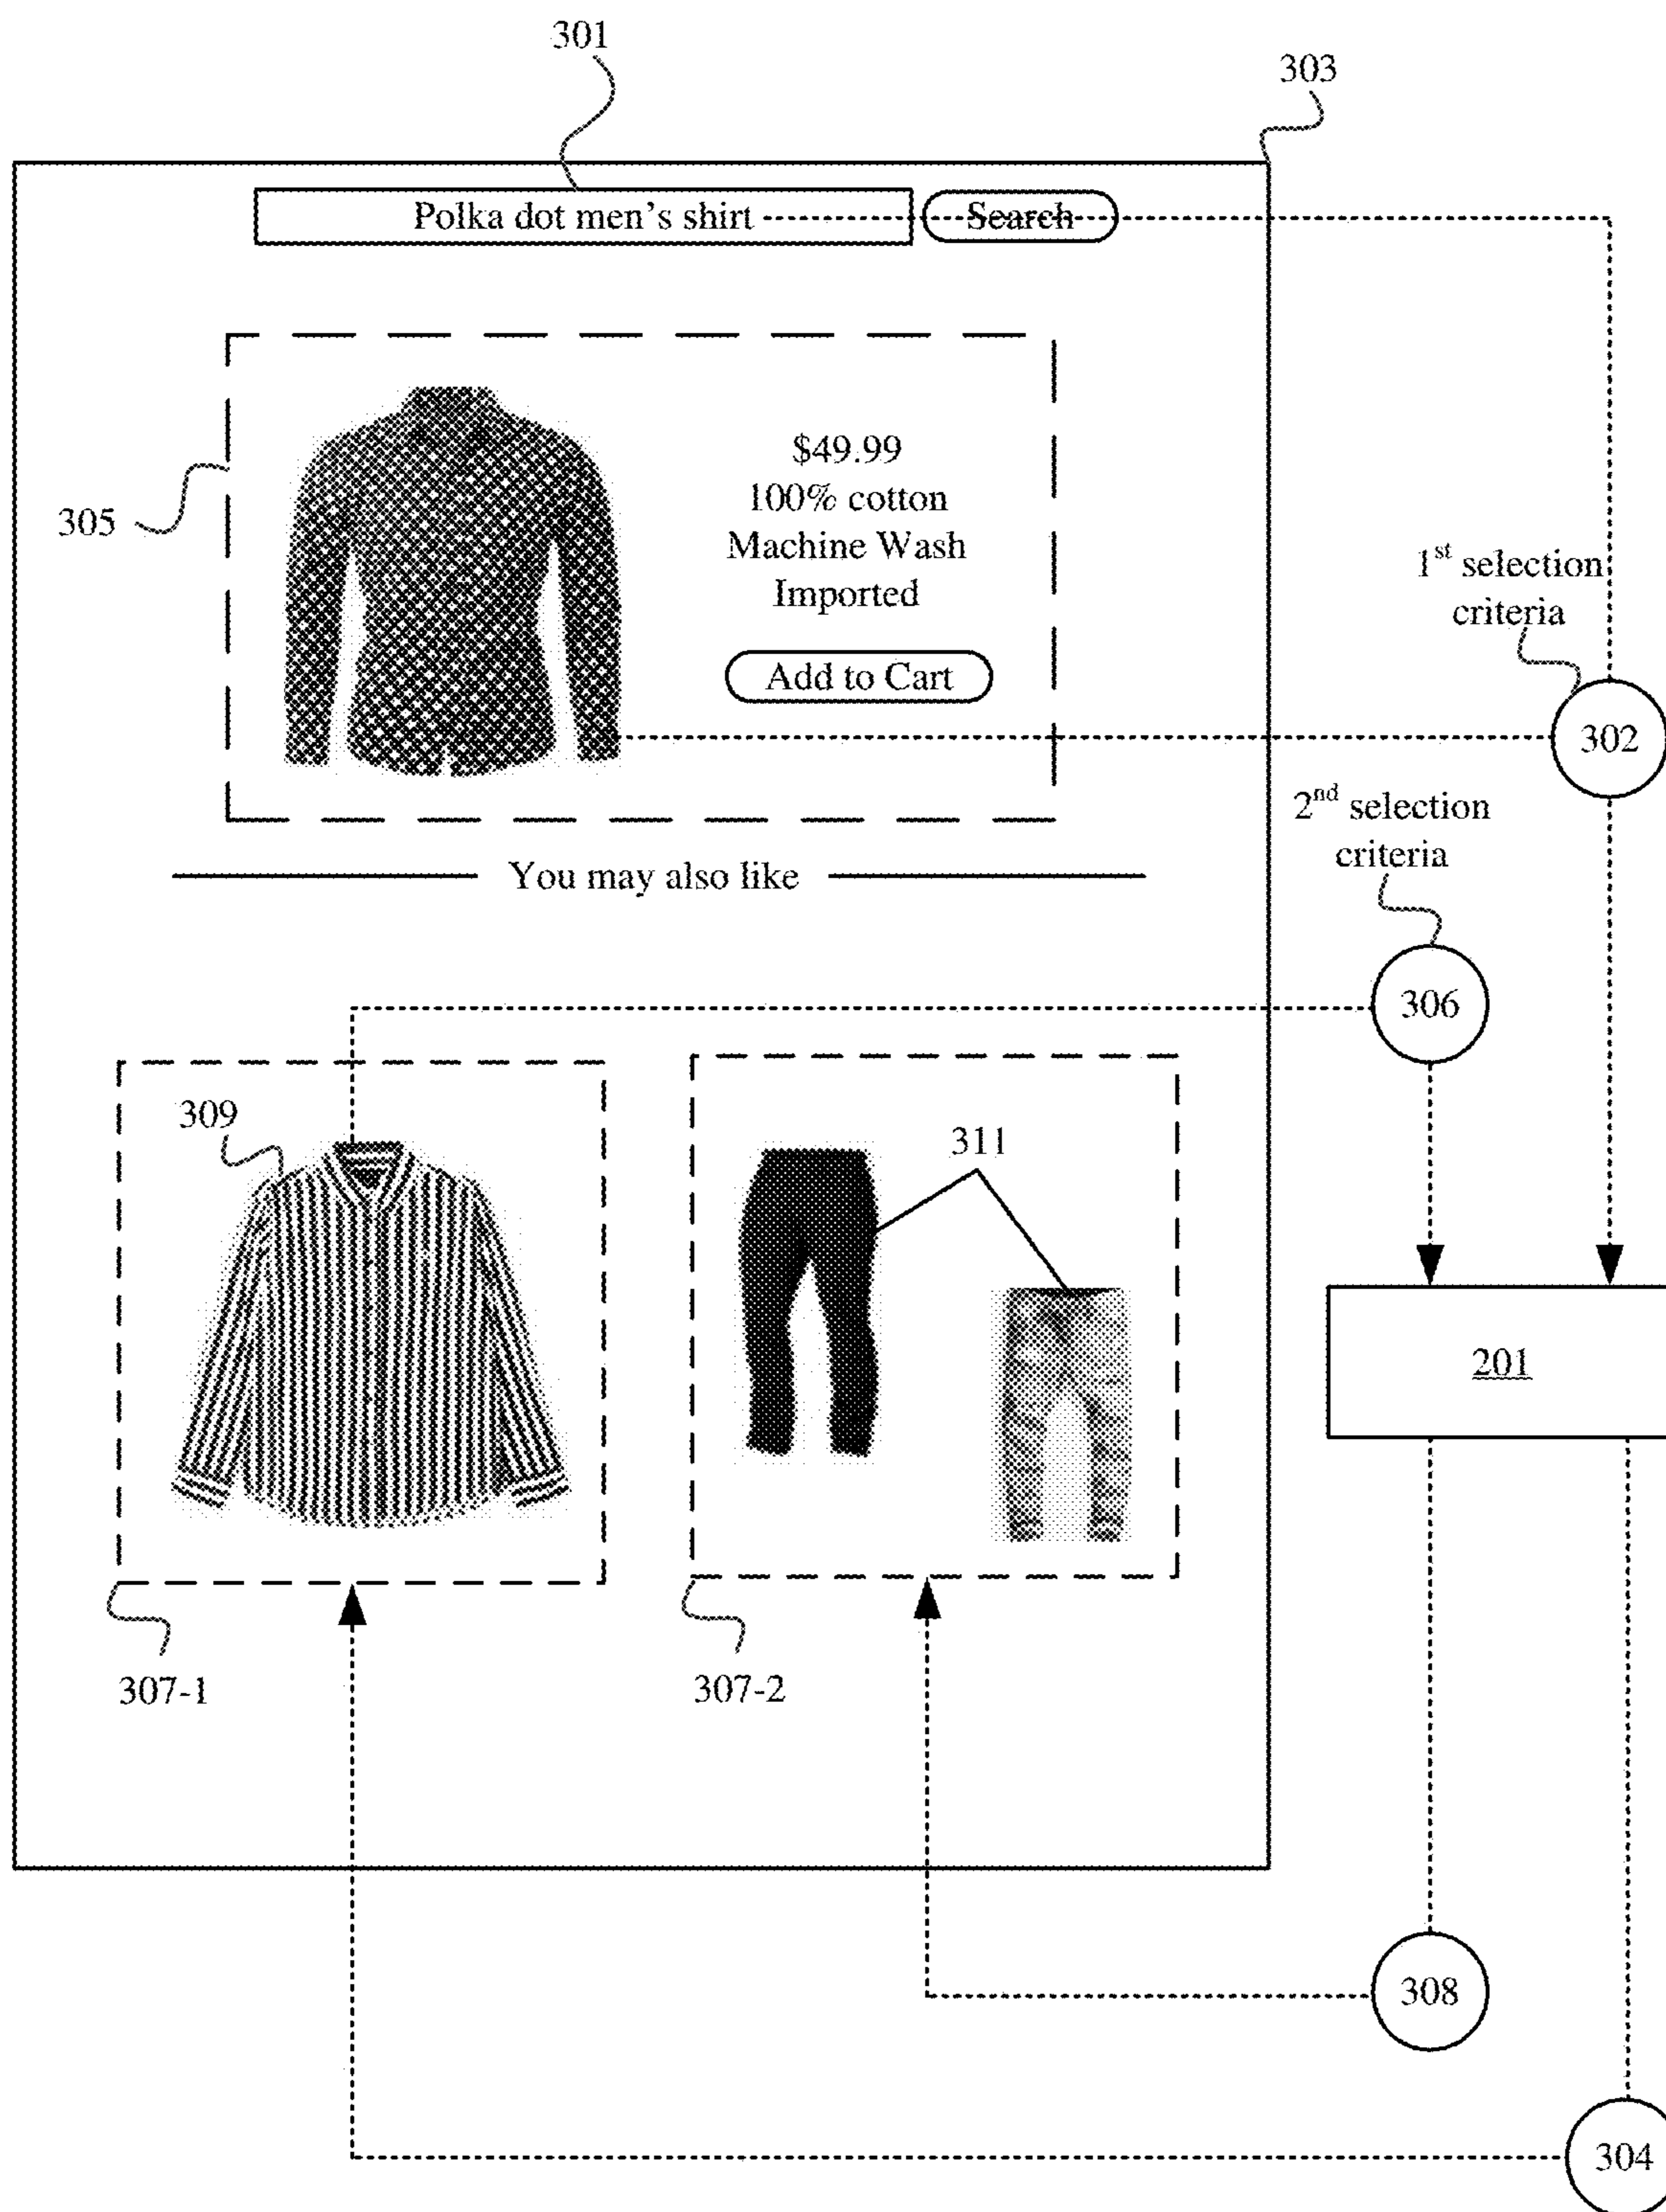 301
303
Polka dot men's shirt
Search
305
$49.99
100% cotton
Machine Wash
Imported
Add to Cart
1st selection
criteria
302
2nd selection
criteria
You may also like
306
309
311
201
307-1
307-2
308
304